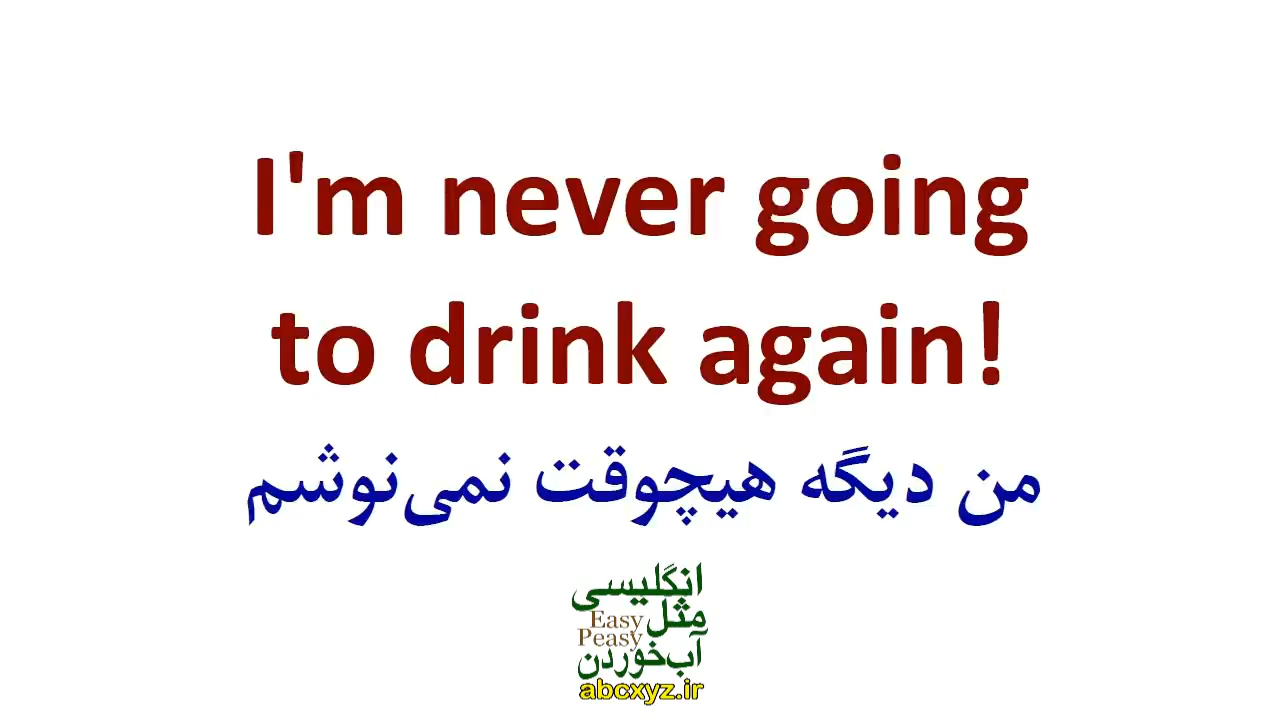 I'm never going
to drink again!
من دیگه هیچوقت نمی‌نوشم
انگلیسی
مثل
Easy
Peasy
آب‌خوردن
abcxyz.ir